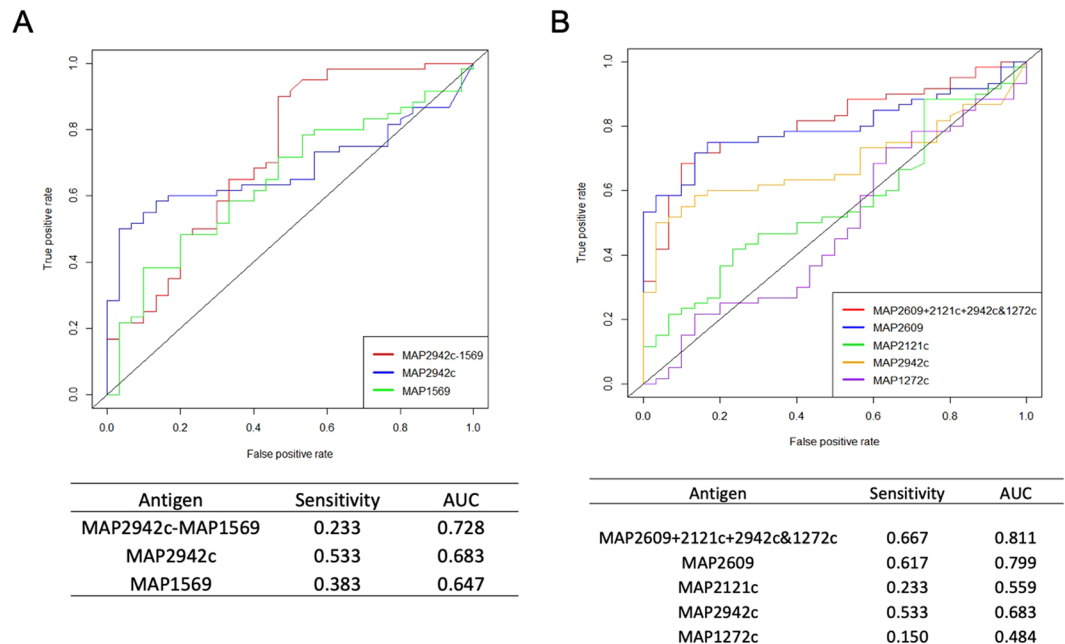 A
True positive rate
1.0
0.8
0.6
0.4
0.2
0.0
MAP2942c-1569
MAP2942c
MAP1569
0.0 0.2 0.4 0.6 0.8 1.0
False positive rate
Antigen Sensitivity AUC
MAP2942c-MAP1569 0.233 0.728
MAP2942c 0.533 0.683
MAP1569 0.383 0.647
B
True positive rate
1.0
0.8
0.6
0.4
0.2
0.0
MAP2609+2121c+2942c&1272c
MAP2609
MAP2121c
MAP2942c
MAP1272c
0.0 0.2 0.4 0.6 0.8 1.0
False positive rate
Antigen Sensitivity AUC
MAP2609+2121c+2942c&1272c 0.667 0.811
MAP2609 0.617 0.799
MAP2121c 0.233 0.559
MAP2942c 0.533 0.683
MAP1272c 0.150 0.484